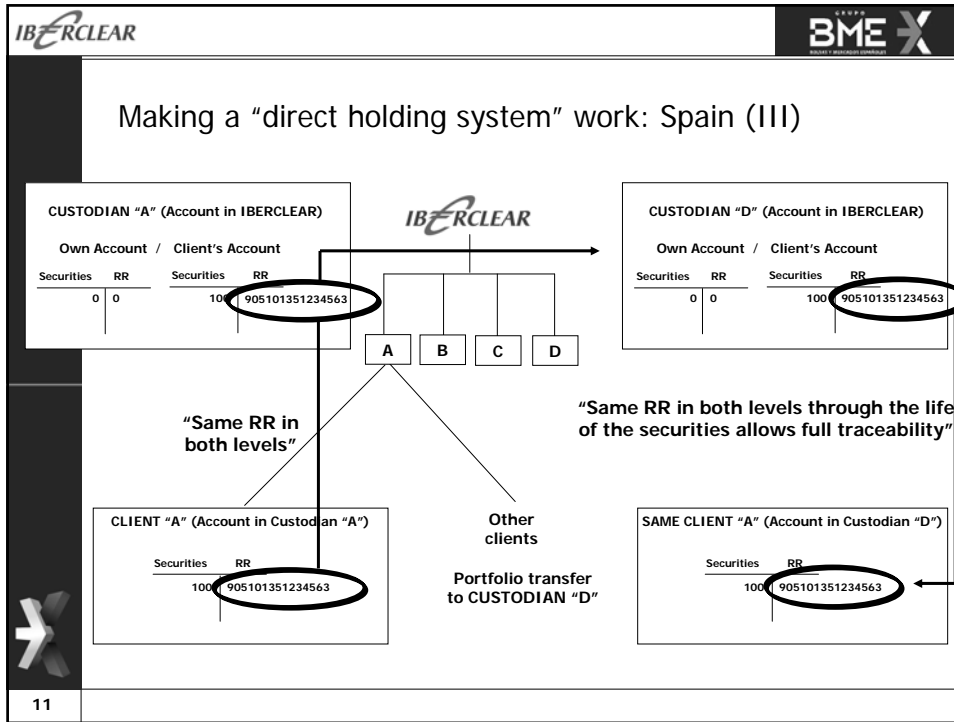 IBERCLEAR
GRUPO
BME X
BOLSAS Y MERCADOS ESPAÑOLES
Making a “direct holding system” work: Spain (III)
CUSTODIAN “A” (Account in IBERCLEAR)
Own Account / Client's Account
Securities RR Securities RR
0 0 100 905101351234563
IBERCLEAR
A B C D
CUSTODIAN “D” (Account in IBERCLEAR)
Own Account / Client's Account
Securities RR Securities RR
0 0 100 905101351234563
“Same RR in
both levels”
“Same RR in both levels through the life
of the securities allows full traceability”
CLIENT “A” (Account in Custodian “A”)
Securities RR
100 905101351234563
Other
clients
Portfolio transfer
to CUSTODIAN “D”
SAME CLIENT “A” (Account in Custodian “D”)
Securities RR
100 905101351234563
11